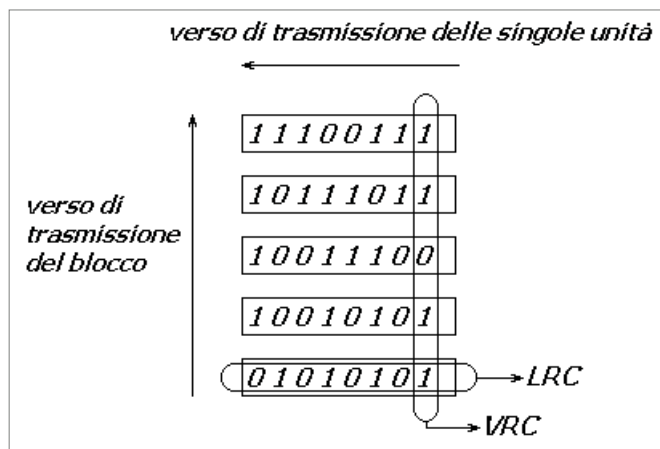 verso di trasmissione delle singole unità
11100111
verso di
trasmissione
del blocco
10111011
10011100
10010101
01010101
LRC
VRC